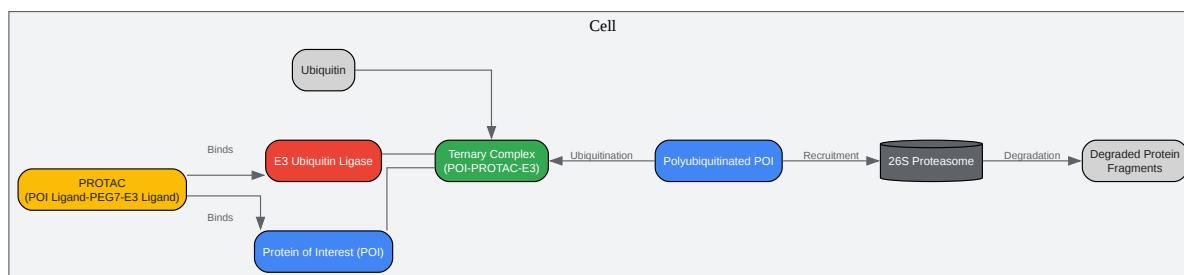 Cell
Ubiquitin
Binds
E3 Ubiquitin Ligase
Ternary Complex
(POI-PROTAC-E3)
Ubiquitination
Polyubiquitinated POI
Recruitment
26S Proteasome
Degradation
Degraded Protein
Fragments
PROTAC
(POI Ligand-PEG7-E3 Ligand)
Binds
Protein of Interest (POI)